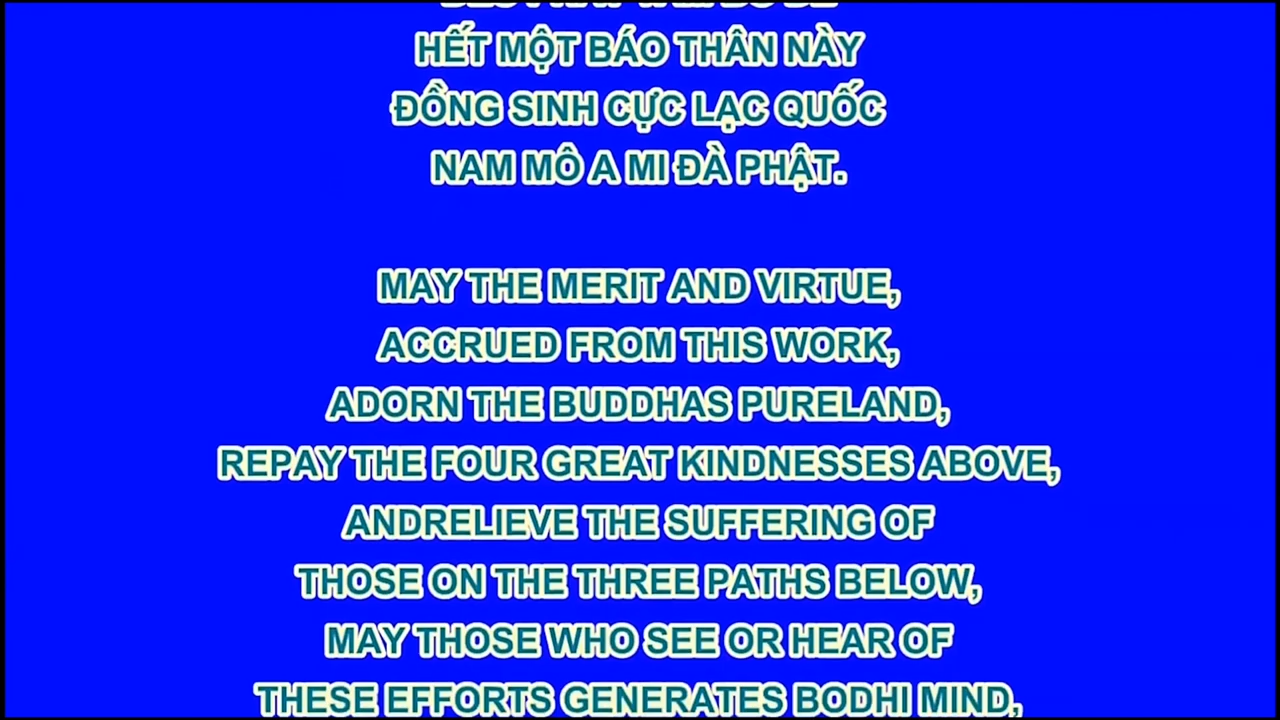 HẾT MỘT BÁO THÂN NÀY
ĐỒNG SINH CỰC LẠC QUỐC
NAM MÔ A MI ĐÀ PHẬT.
MAY THE MERIT AND VIRTUE,
ACCRUED FROM THIS WORK,
ADORN THE BUDDHAS PURELAND,
REPAY THE FOUR GREAT KINDNESSES ABOVE,
ANDRELIEVE THE SUFFERING OF
THOSE ON THE THREE PATHS BELOW,
MAY THOSE WHO SEE OR HEAR OF
THESE EFFORTS GENERATES BODHI MIND,